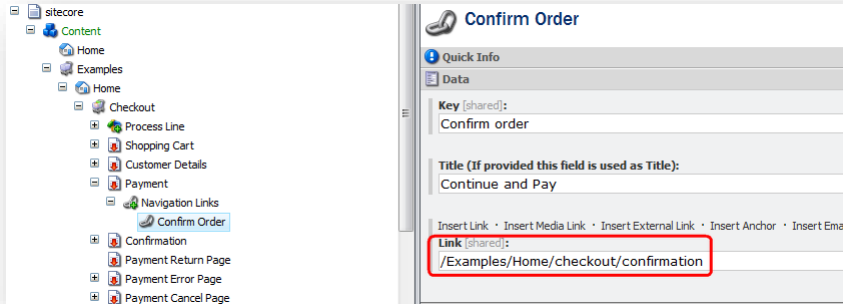 sitecore
Content
Home
Examples
Home
Checkout
Process Line
Shopping Cart
Customer Details
Payment
Navigation Links
Confirm Order
Confirmation
Payment Return Page
Payment Error Page
Payment Cancel Page
Confirm Order
Quick Info
Data
Key [shared]:
Confirm order
Title (If provided this field is used as Title):
Continue and Pay
Insert Link · Insert Media Link · Insert External Link · Insert Anchor · Insert Ema
Link [shared]:
/Examples/Home/checkout/confirmation